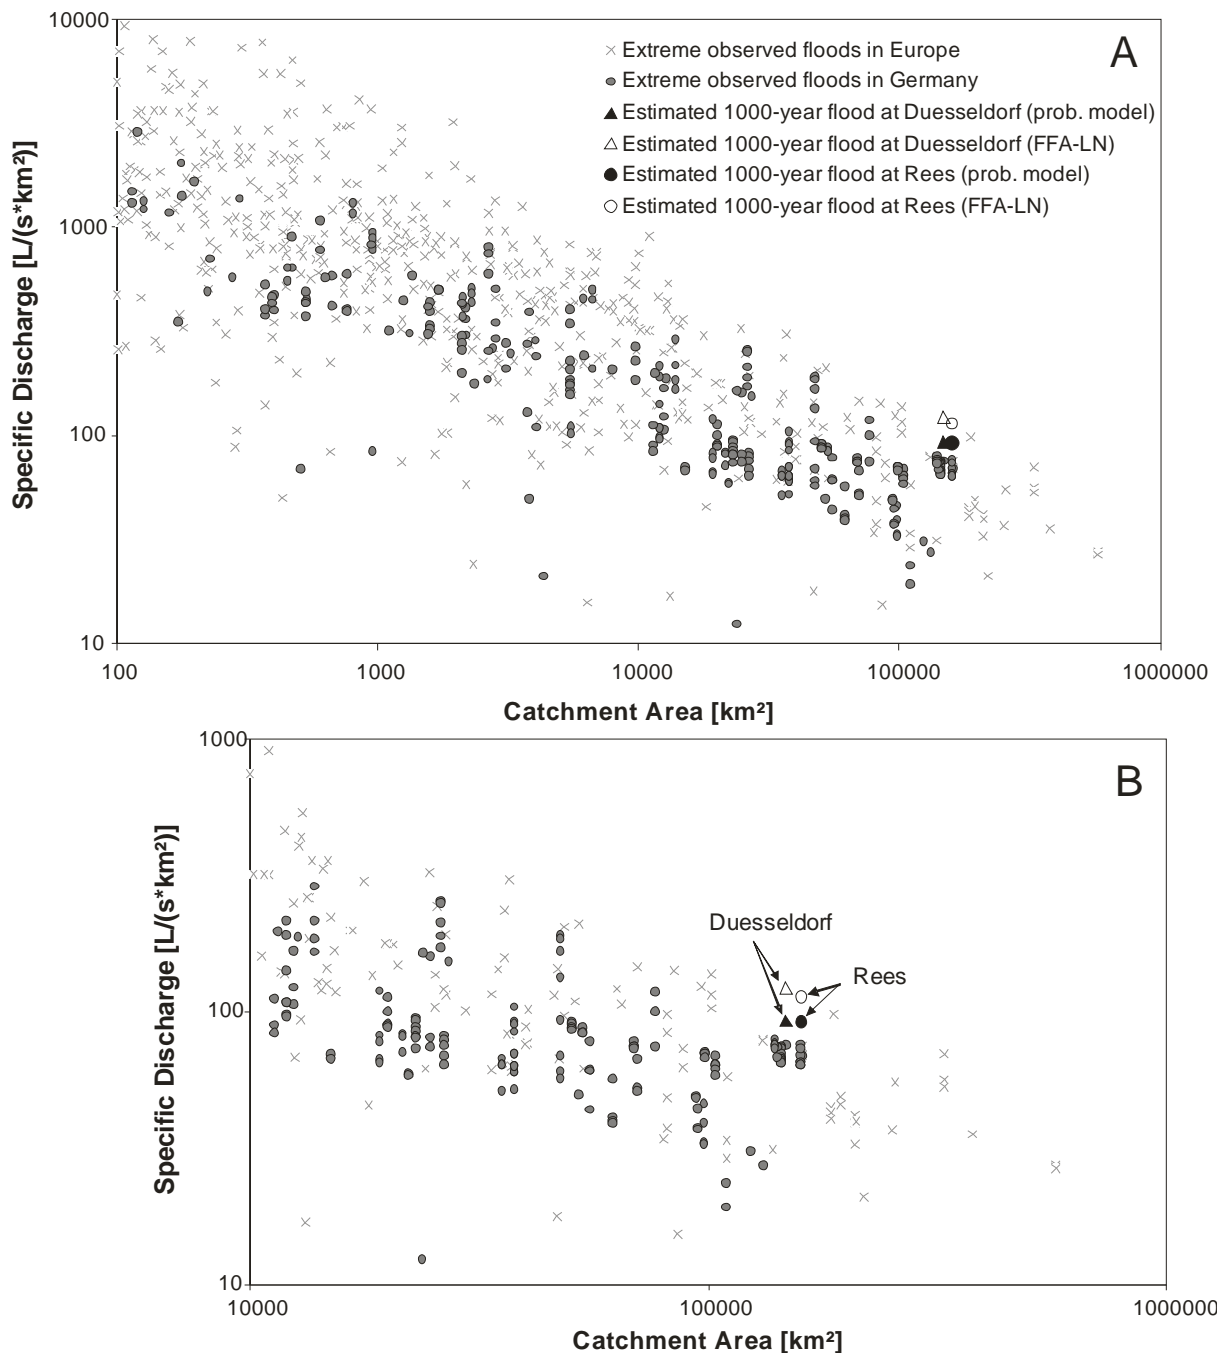 10000
1000
100
10
100
1000
10000
100000
1000000
Specific Discharge [L/(s*km²)]
Catchment Area [km²]
A
Extreme observed floods in Europe
Extreme observed floods in Germany
Estimated 1000-year flood at Duesseldorf (prob. model)
Estimated 1000-year flood at Duesseldorf (FFA-LN)
Estimated 1000-year flood at Rees (prob. model)
Estimated 1000-year flood at Rees (FFA-LN)
1000
100
10
10000
100000
1000000
Specific Discharge [L/(s*km²)]
Catchment Area [km²]
B
Duesseldorf
Rees